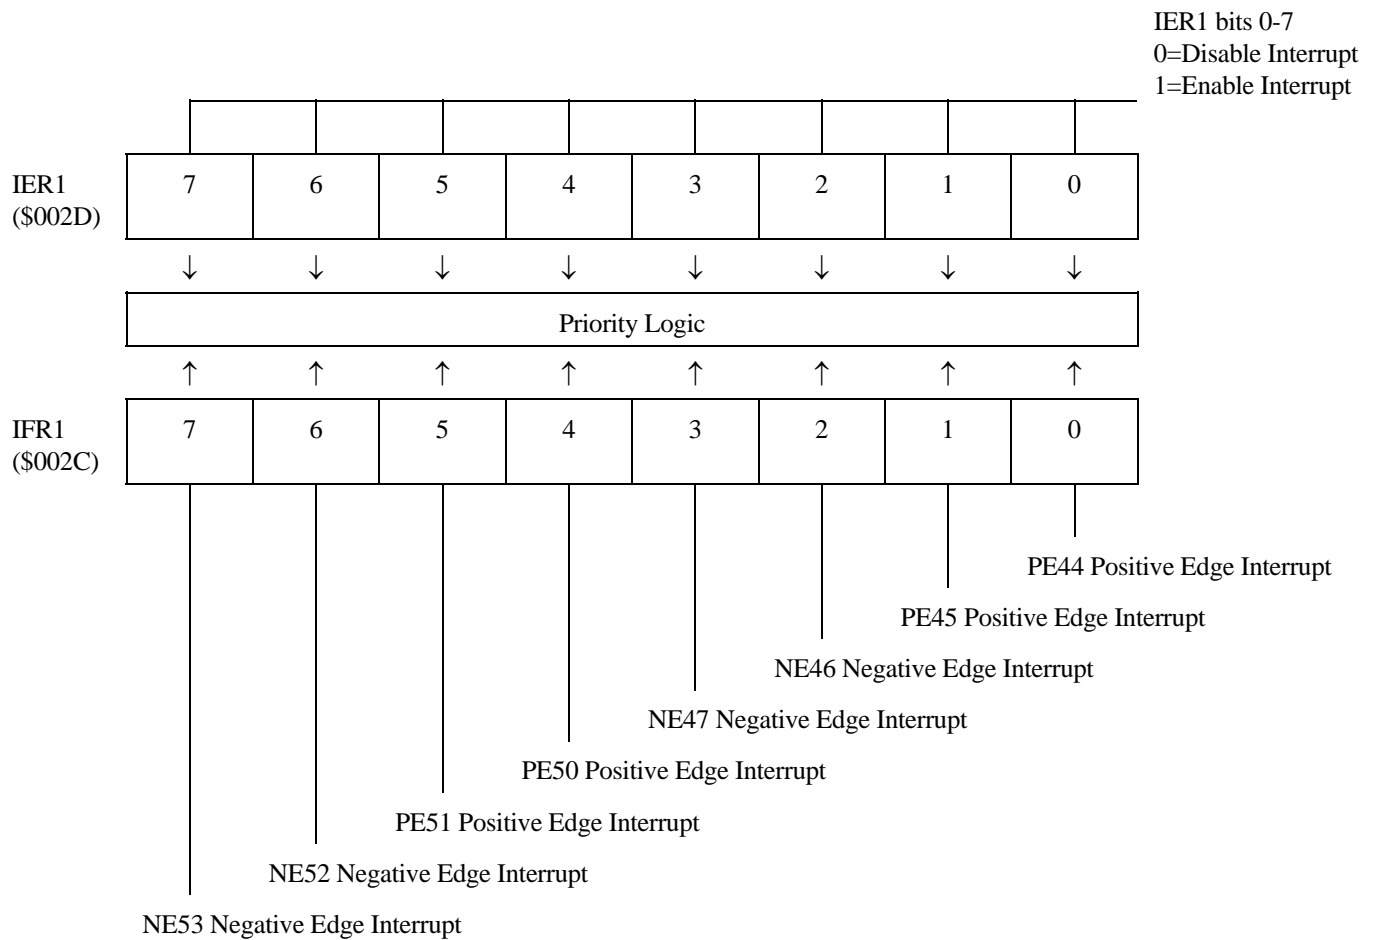 IER1 bits 0-7
0=Disable Interrupt
1=Enable Interrupt
IER1
($002D)
7 6 5 4 3 2 1 0
↓ ↓ ↓ ↓ ↓ ↓ ↓ ↓
Priority Logic
↑ ↑ ↑ ↑ ↑ ↑ ↑ ↑
IFR1
($002C)
7 6 5 4 3 2 1 0
PE44 Positive Edge Interrupt
PE45 Positive Edge Interrupt
NE46 Negative Edge Interrupt
NE47 Negative Edge Interrupt
PE50 Positive Edge Interrupt
PE51 Positive Edge Interrupt
NE52 Negative Edge Interrupt
NE53 Negative Edge Interrupt